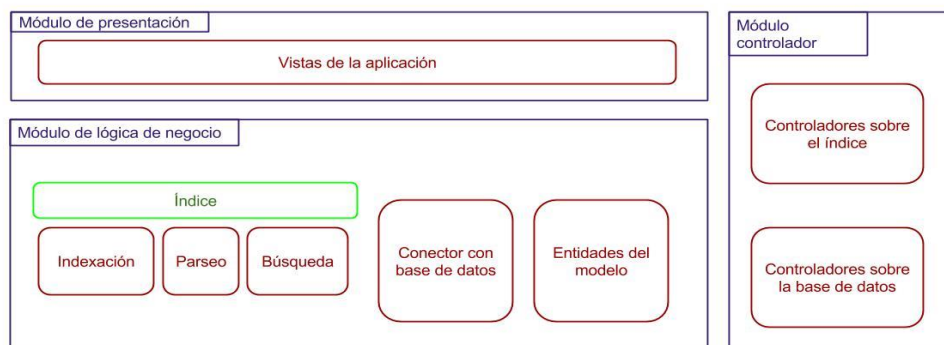 Módulo de presentación
Vistas de la aplicación
Módulo
controlador
Controladores sobre
el índice
Controladores sobre
la base de datos
Módulo de lógica de negocio
Índice
Indexación
Parseo
Búsqueda
Conector con
base de datos
Entidades del
modelo